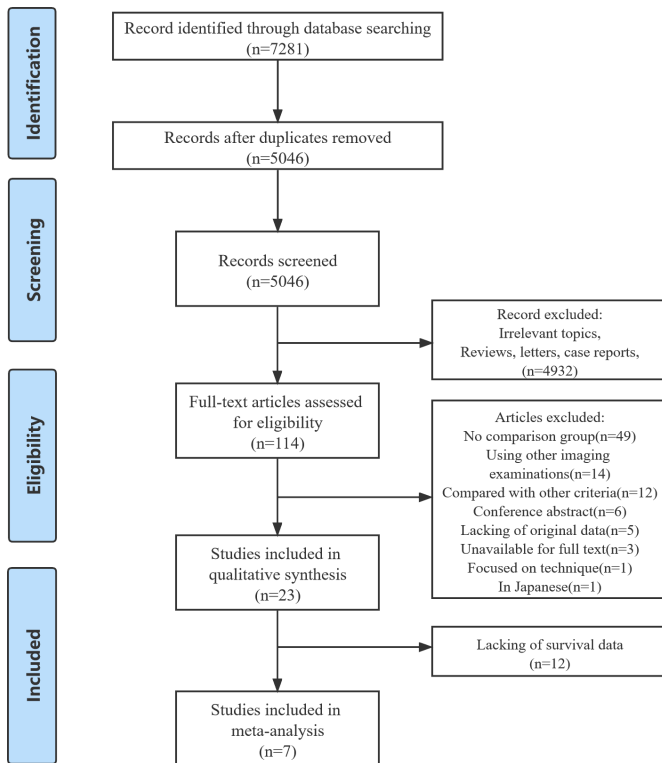 Identification
Record identified through database searching
(n=7281)
Records after duplicates removed
(n=5046)
Screening
Records screened
(n=5046)
Record excluded:
Irrelevant topics,
Reviews, letters, case reports,
(n=4932)
Eligibility
Full-text articles assessed
for eligibility
(n=114)
Articles excluded:
No comparison group(n=49)
Using other imaging
examinations(n=14)
Compared with other criteria(n=12)
Conference abstract(n=6)
Lacking of original data(n=5)
Unavailable for full text(n=3)
Focused on technique(n=1)
In Japanese(n=1)
Studies included in
qualitative synthesis
(n=23)
Included
Lacking of survival data
(n=12)
Studies included in
meta-analysis
(n=7)